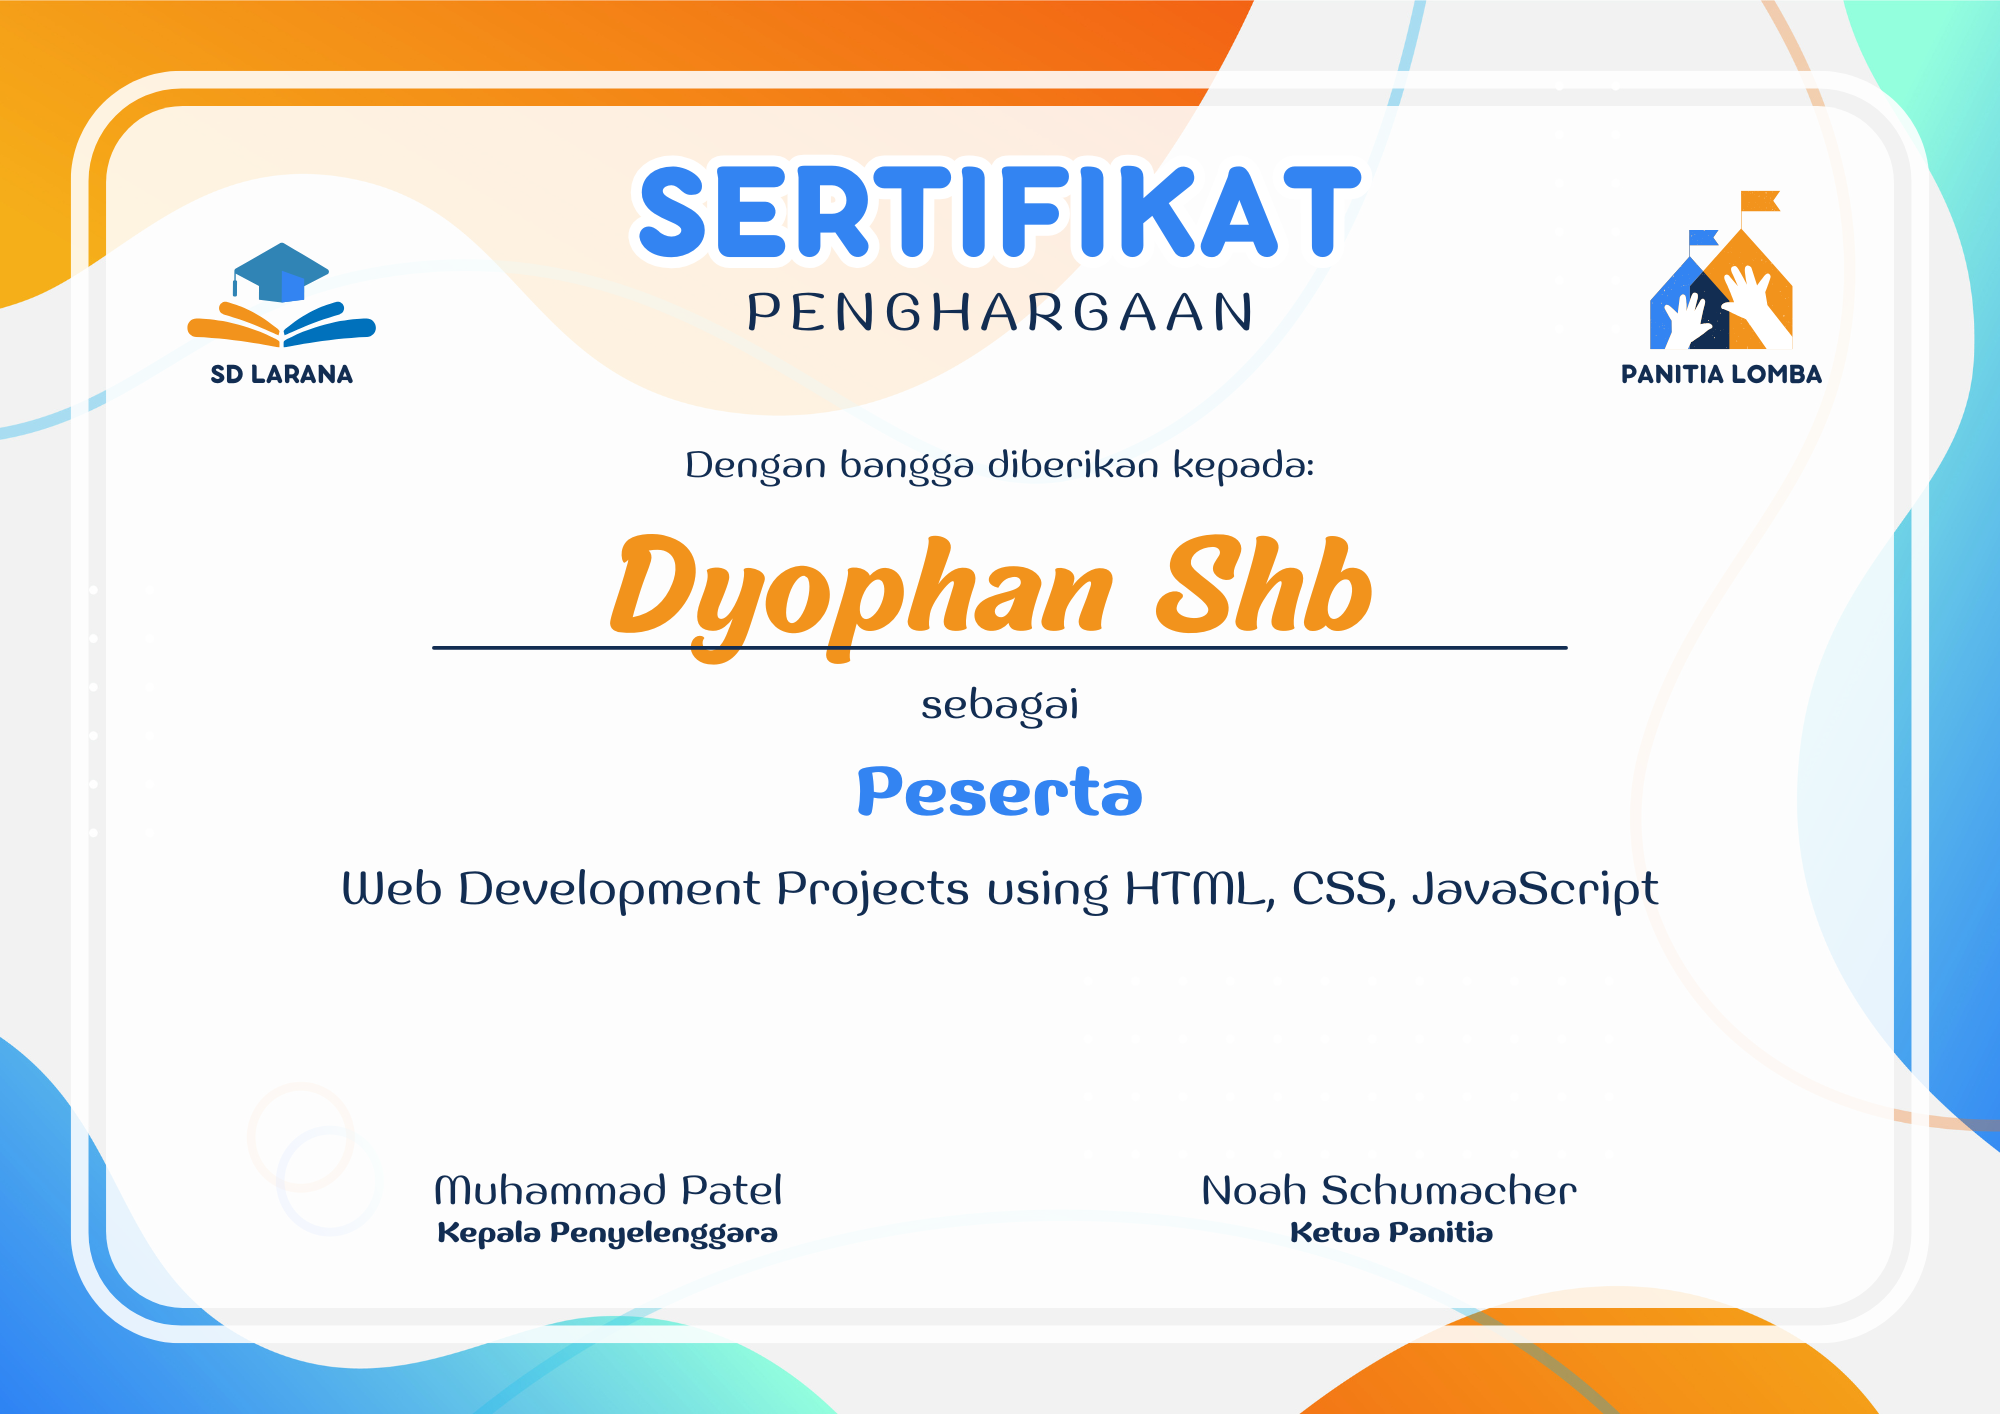 SERTIFIKAT
PENGHARGAAN
SD LARANA
PANITIA LOMBA
Dengan bangga diberikan kepada:
Dyophan Shb
sebagai
Peserta
Web Development Projects using HTML, CSS, JavaScript
Muhammad Patel
Kepala Penyelenggara
Noah Schumacher
Ketua Panitia